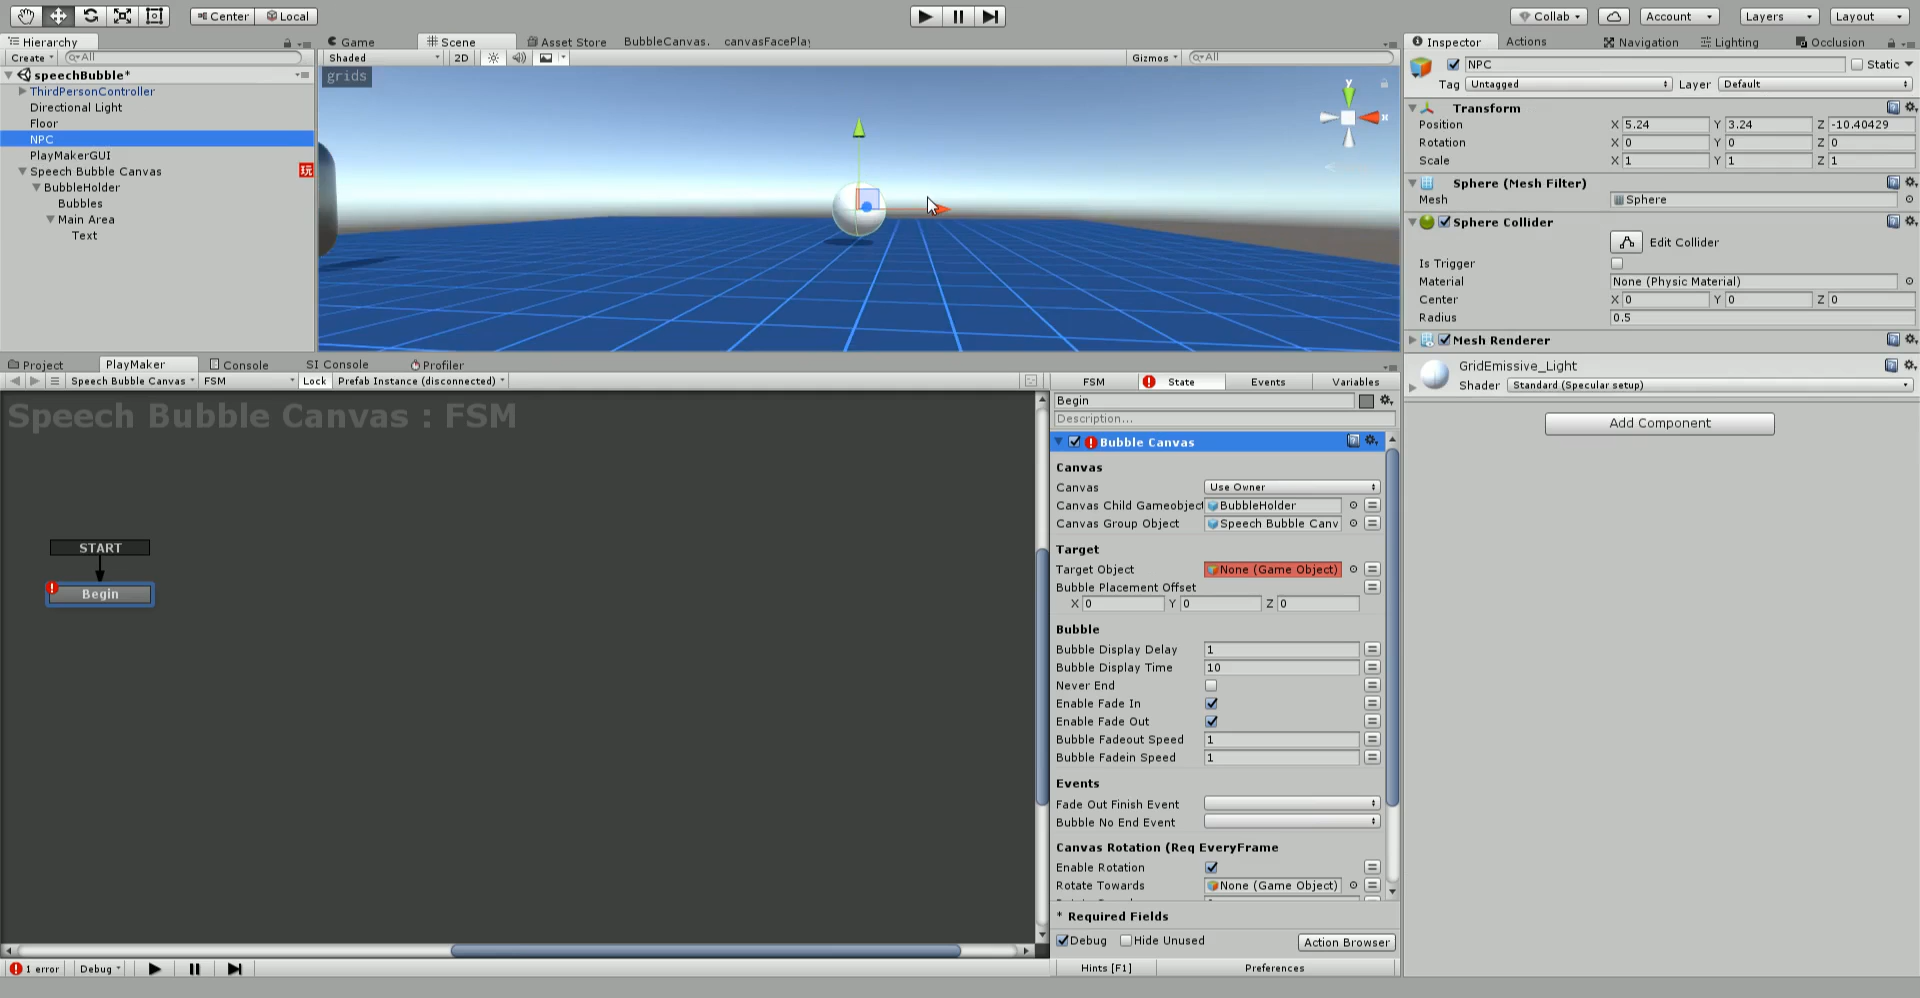 Center
Local
Collab
Account
Layers
Layout
Hierarchy
Create
All
speechBubble*
ThirdPersonController
Directional Light
Floor
NPC
PlayMakerGUI
Speech Bubble Canvas
玩
BubbleHolder
Bubbles
Main Area
Text
Game
Scene
Asset Store
BubbleCanvas.
canvasFacePlay
Shaded
2D
Gizmos
All
grids
y
x
Project
PlayMaker
Console
SI Console
Profiler
Speech Bubble Canvas
FSM
Lock
Prefab Instance (disconnected)
Speech Bubble Canvas : FSM
START
Begin
1 error
Debug
FSM
State
Events
Variables
Begin
Description...
Bubble Canvas
Canvas
Canvas
Use Owner
Canvas Child Gameobject
BubbleHolder
Canvas Group Object
Speech Bubble Canv
Target
Target Object
None (Game Object)
Bubble Placement Offset
X 0 Y 0 Z 0
Bubble
Bubble Display Delay 1
Bubble Display Time 10
Never End
Enable Fade In
Enable Fade Out
Bubble Fadeout Speed 1
Bubble Fadein Speed 1
Events
Fade Out Finish Event
Bubble No End Event
Canvas Rotation (Req EveryFrame
Enable Rotation
Rotate Towards
None (Game Object)
* Required Fields
Debug
Hide Unused
Action Browser
Hints [F1]
Preferences
Inspector
Actions
Navigation
Lighting
Occlusion
NPC
Static
Tag Untagged Layer Default
Transform
Position X 5.24 Y 3.24 Z -10.40429
Rotation X 0 Y 0 Z 0
Scale X 1 Y 1 Z 1
Sphere (Mesh Filter)
Mesh Sphere
Sphere Collider
Edit Collider
Is Trigger
Material None (Physic Material)
Center X 0 Y 0 Z 0
Radius 0.5
Mesh Renderer
GridEmissive_Light
Shader Standard (Specular setup)
Add Component